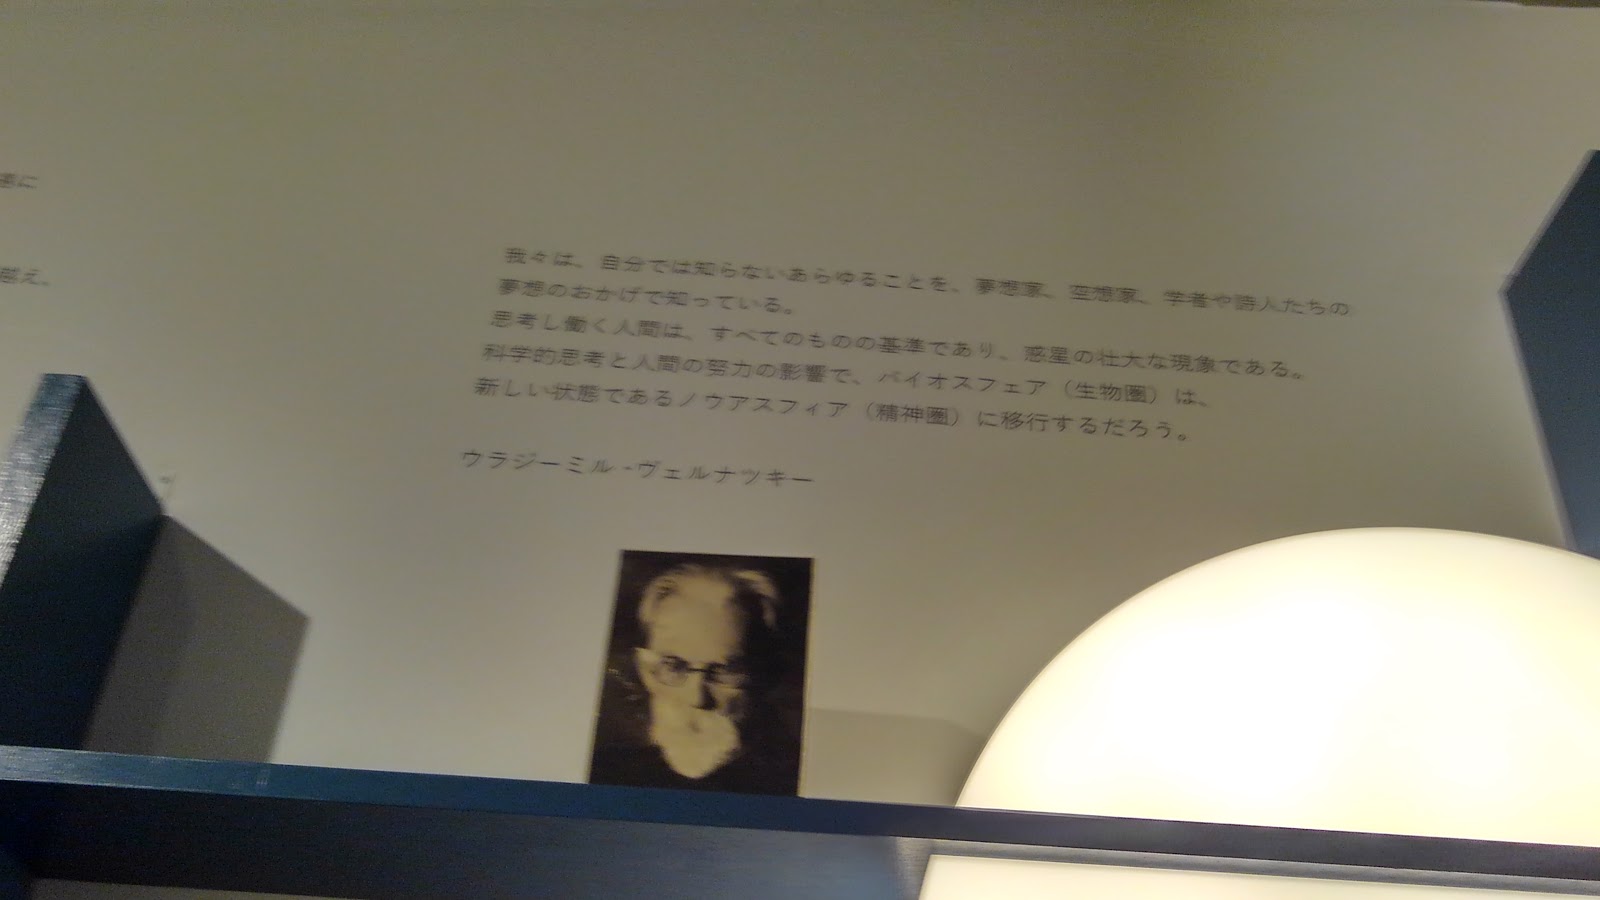 患に
越え。
我々は、自分では知らないあらゆることを、夢想家、空想家、学者や詩人たちの
夢想のおかげで知っている。
思考し働く人間は、すべてのものの基準であり、惑星の壮大な現象である。
科学的思考と人間の努力の影響で、バイオスフェア（生物圏）は、
新しい状態であるノウアスフィア（精神圏）に移行するだろう。
ウラジーミル・ヴェルナツキー